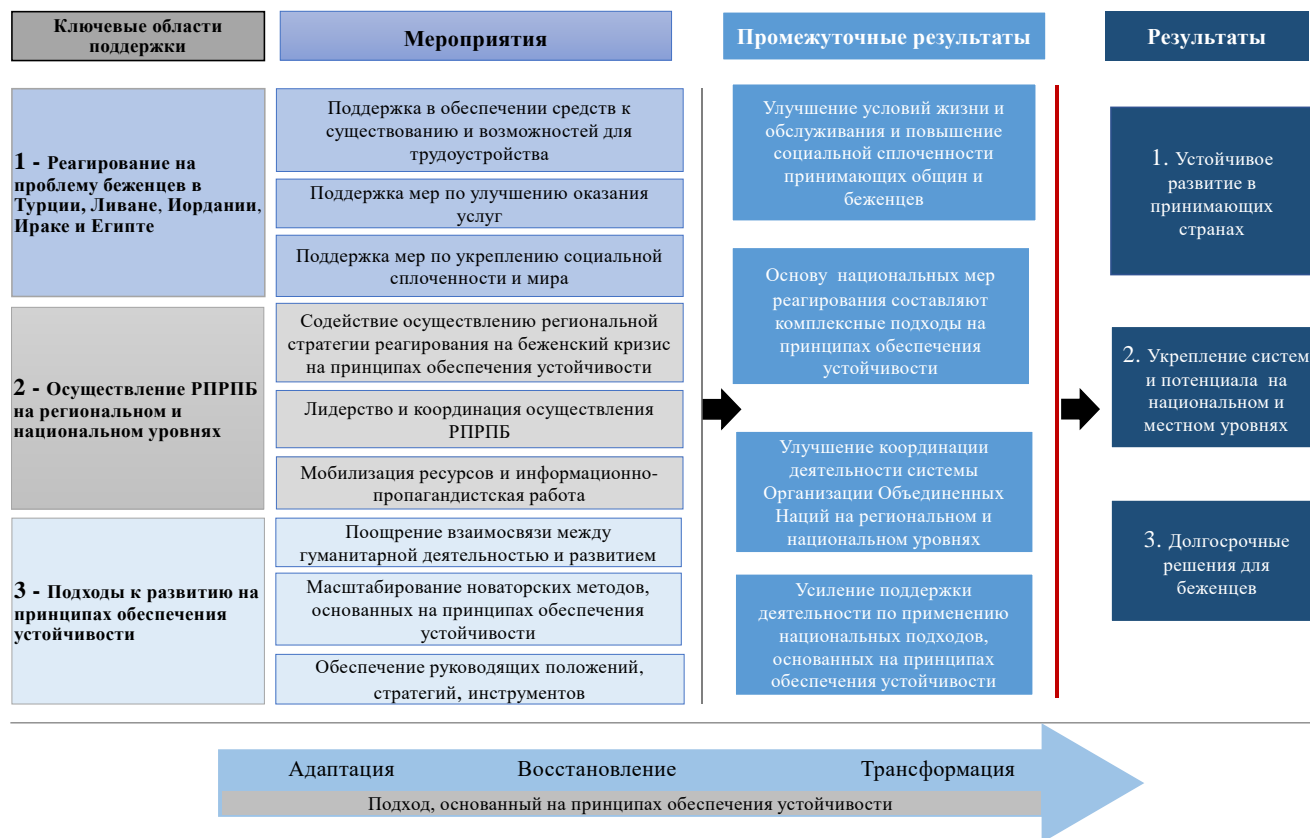 Ключевые области
поддержки
Мероприятия
Промежуточные результаты
Результаты
1 - Реагирование на
проблему беженцев в
Турции, Ливане, Иордании,
Ираке и Египте
Поддержка в обеспечении средств к
существованию и возможностей для
трудоустройства
Поддержка мер по улучшению оказания
услуг
Поддержка мер по укреплению социальной
сплоченности и мира
2 - Осуществление РПРПБ
на региональном и
национальном уровнях
Содействие осуществлению региональной
стратегии реагирования на беженский кризис
на принципах обеспечения устойчивости
Лидерство и координация осуществления
РПРПБ
Мобилизация ресурсов и информационно-
пропагандистская работа
3 - Подходы к развитию на
принципах обеспечения
устойчивости
Поощрение взаимосвязи между
гуманитарной деятельностью и развитием
Масштабирование новаторских методов,
основанных на принципах обеспечения
устойчивости
Обеспечение руководящих положений,
стратегий, инструментов
Улучшение условий жизни и
обслуживания и повышение
социальной сплоченности
принимающих общин и
беженцев
Основу национальных мер
реагирования составляют
комплексные подходы на
принципах обеспечения
устойчивости
Улучшение координации
деятельности системы
Организации Объединенных
Наций на региональном и
национальном уровнях
Усиление поддержки
деятельности по применению
национальных подходов,
основанных на принципах
обеспечения устойчивости
1. Устойчивое
развитие в
принимающих
странах
2. Укрепление систем
и потенциала на
национальном и
местном уровнях
3. Долгосрочные
решения для
беженцев
Адаптация Восстановление Трансформация
Подход, основанный на принципах обеспечения устойчивости